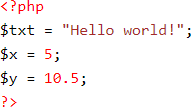 <?php
$txt = "Hello world!";
$x = 5;
$y = 10.5;
?>